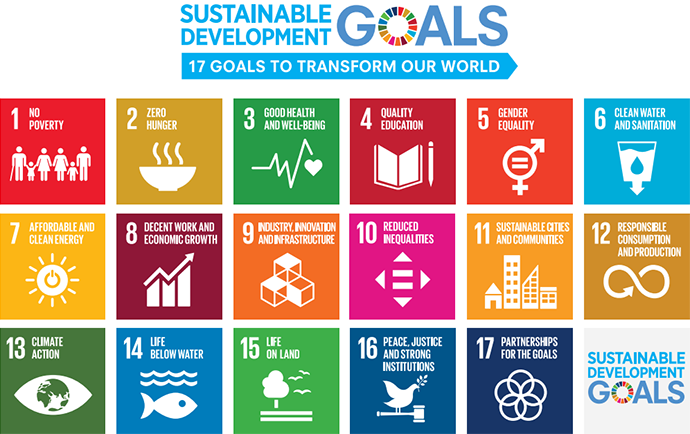 SUSTAINABLE
DEVELOPMENT
GOALS
17 GOALS TO TRANSFORM OUR WORLD
1 NO
POVERTY
2 ZERO
HUNGER
3 GOOD HEALTH
AND WELL-BEING
4 QUALITY
EDUCATION
5 GENDER
EQUALITY
6 CLEAN WATER
AND SANITATION
7 AFFORDABLE AND
CLEAN ENERGY
8 DECENT WORK AND
ECONOMIC GROWTH
9 INDUSTRY, INNOVATION
AND INFRASTRUCTURE
10 REDUCED
INEQUALITIES
11 SUSTAINABLE CITIES
AND COMMUNITIES
12 RESPONSIBLE
CONSUMPTION
AND PRODUCTION
13 CLIMATE
ACTION
14 LIFE
BELOW WATER
15 LIFE
ON LAND
16 PEACE, JUSTICE
AND STRONG
INSTITUTIONS
17 PARTNERSHIPS
FOR THE GOALS
SUSTAINABLE
DEVELOPMENT
GOALS